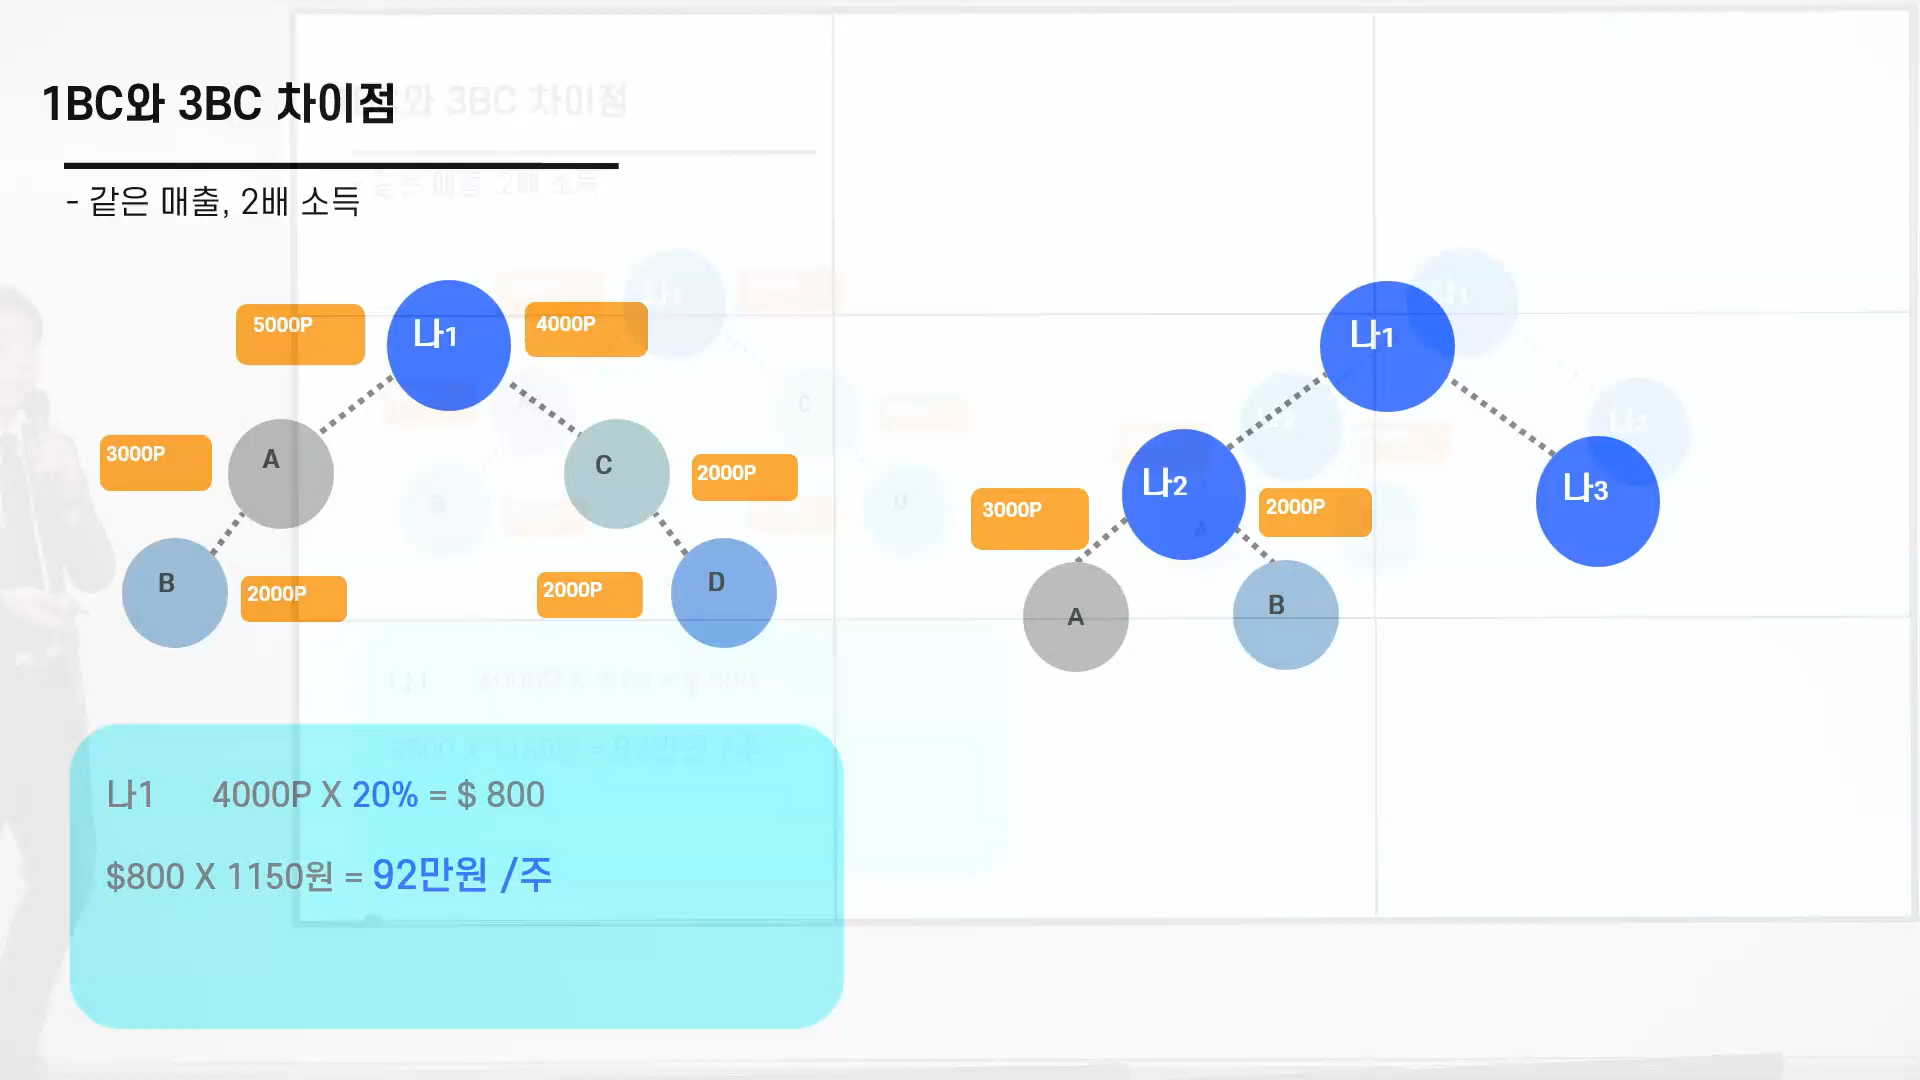 1BC와 3BC 차이점
- 같은 매출, 2배 소득
5000P
나1
4000P
3000P
A
C
2000P
B
2000P
2000P
D
나1
나2
나3
3000P
2000P
A
B
나1 4000P X 20% = $ 800
$800 X 1150원 = 92만원 /주